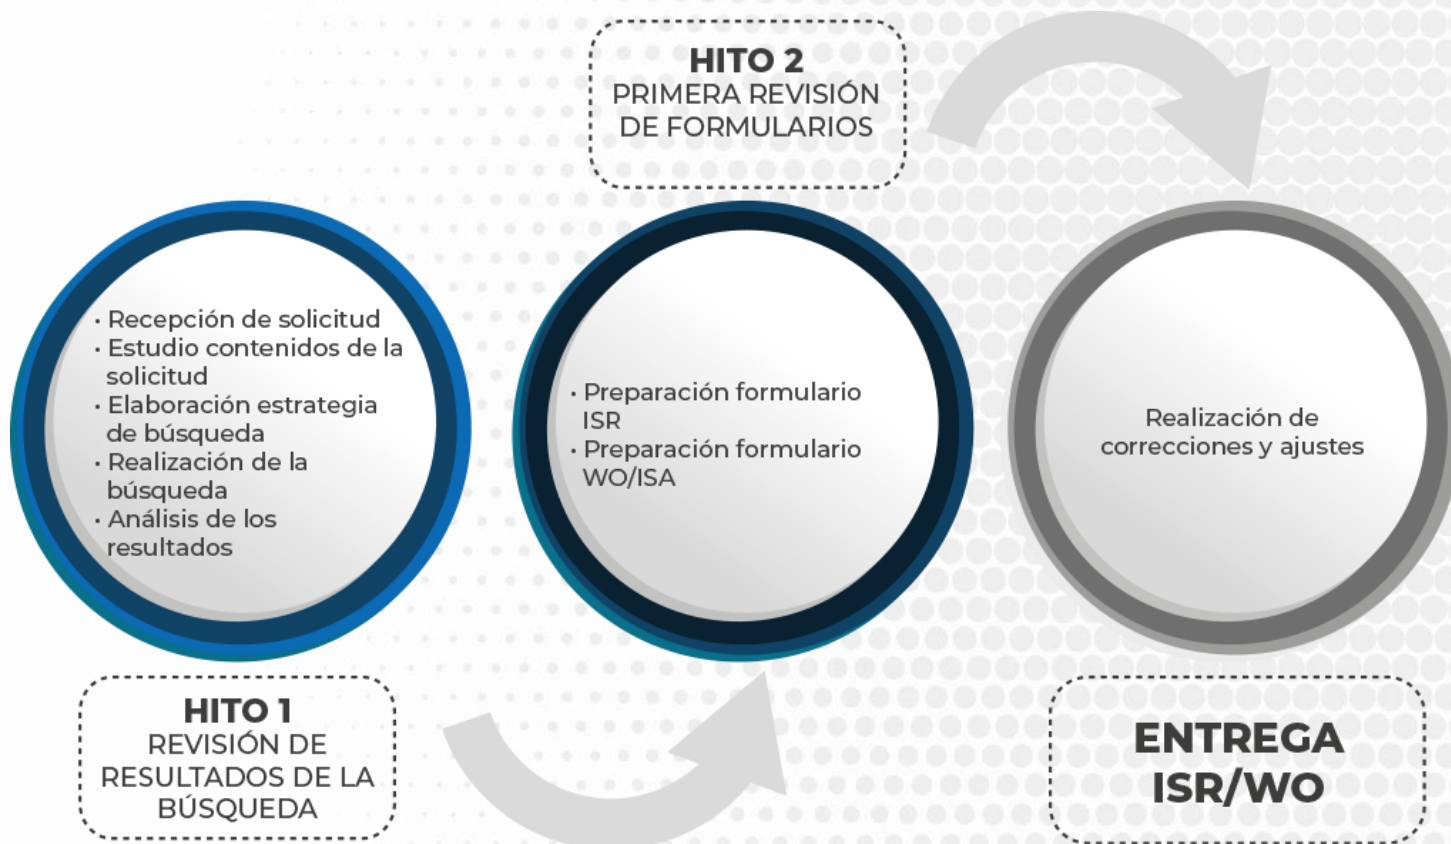 HITO 2
PRIMERA REVISIÓN
DE FORMULARIOS
· Recepción de solicitud
· Estudio contenidos de la
solicitud
· Elaboración estrategia
de búsqueda
· Realización de la
búsqueda
· Análisis de los
resultados
· Preparación formulario
ISR
· Preparación formulario
WO/ISA
Realización de
correcciones y ajustes
HITO 1
REVISIÓN DE
RESULTADOS DE LA
BÚSQUEDA
ENTREGA
ISR/WO